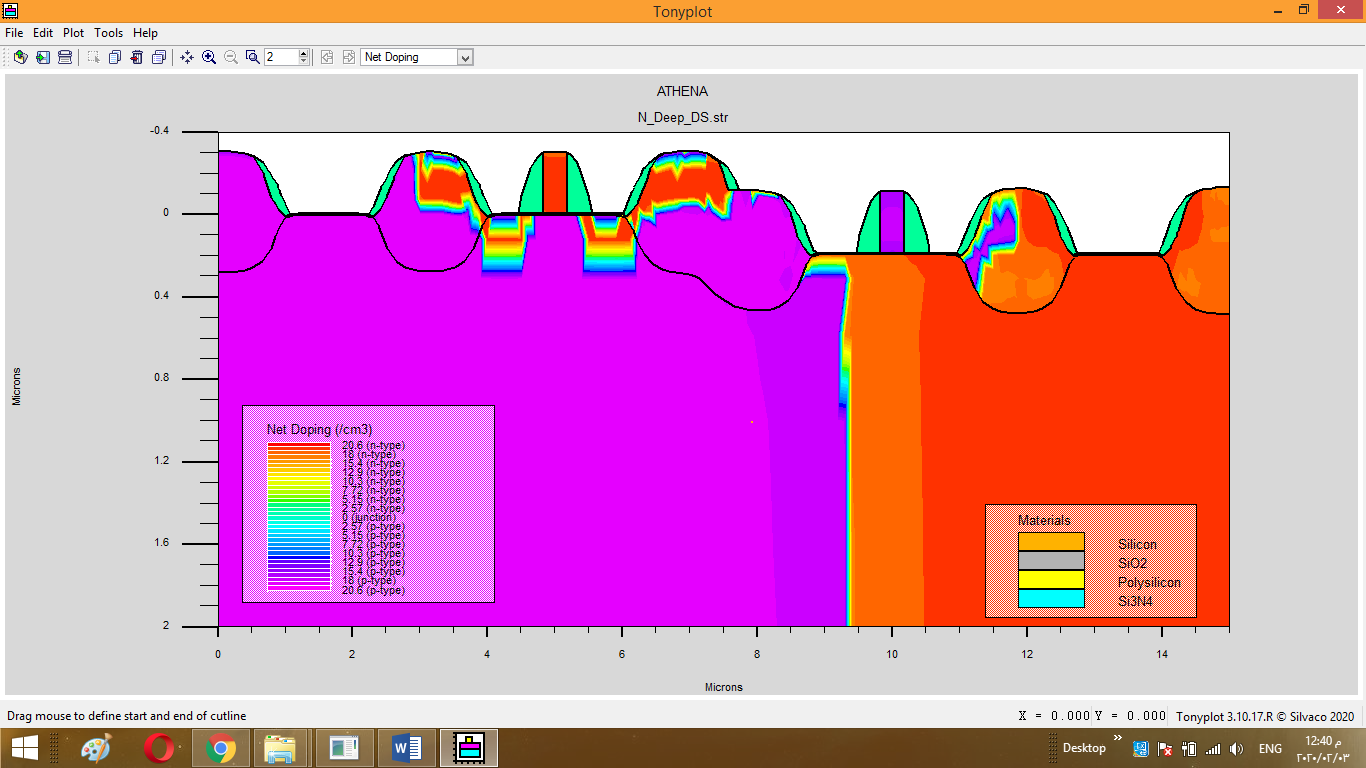 Tonyplot
File Edit Plot Tools Help
2 Net Doping
ATHENA
N_Deep_DS.str
-0.4
0
0.4
0.8
1.2
1.6
2
Microns
Net Doping (/cm3)
20.6 (n-type)
18 (n-type)
15.4 (n-type)
12.9 (n-type)
10.3 (n-type)
7.72 (n-type)
5.15 (n-type)
2.57 (n-type)
0 (junction)
2.57 (p-type)
5.15 (p-type)
7.72 (p-type)
10.3 (p-type)
12.9 (p-type)
15.4 (p-type)
18 (p-type)
20.6 (p-type)
Materials
Silicon
SiO2
Polysilicon
Si3N4
0 2 4 6 8 10 12 14
Microns
Drag mouse to define start and end of cutline
X = 0.000 Y = 0.000 Tonyplot 3.10.17.R © Silvaco 2020
Desktop
ENG
12:40 م
٢٠٢٠/٠٢/٠٣